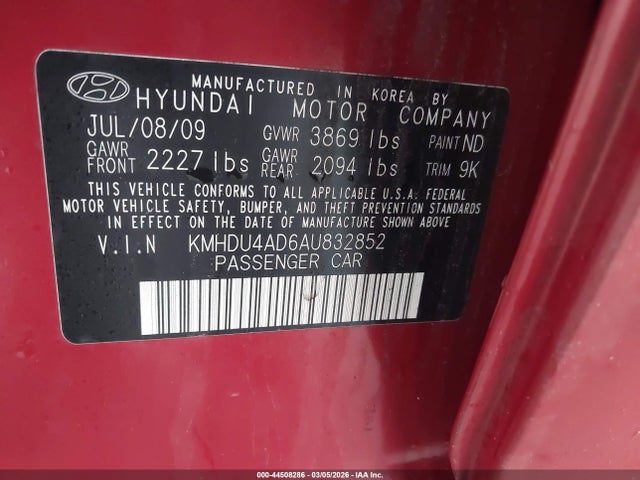 MANUFACTURED IN KOREA BY
HYUNDAI MOTOR COMPANY
JUL/08/09 GVWR 3869 lbs PAINT ND
GAWR FRONT 2227 lbs GAWR REAR 2094 lbs TRIM 9K
THIS VEHICLE CONFORMS TO ALL APPLICABLE U.S.A. FEDERAL
MOTOR VEHICLE SAFETY, BUMPER, AND THEFT PREVENTION STANDARDS
IN EFFECT ON THE DATE OF MANUFACTURE SHOWN ABOVE
V.I.N KMHDU4AD6AU832852
PASSENGER CAR
000-44508286 - 03/05/2026 - IAA Inc.